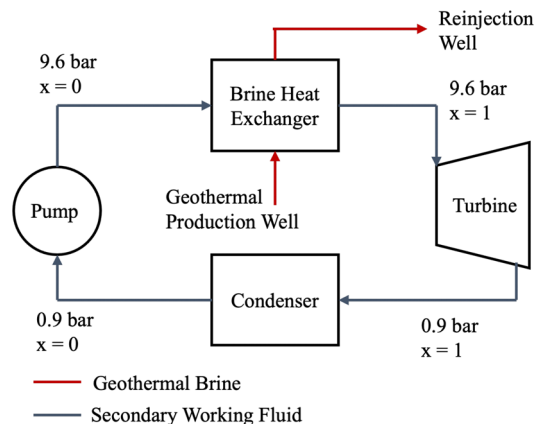 Reinjection
Well
9.6 bar
x = 0
Brine Heat
Exchanger
9.6 bar
x = 1
Geothermal
Production Well
Pump
Turbine
Condenser
0.9 bar
x = 0
0.9 bar
x = 1
Geothermal Brine
Secondary Working Fluid